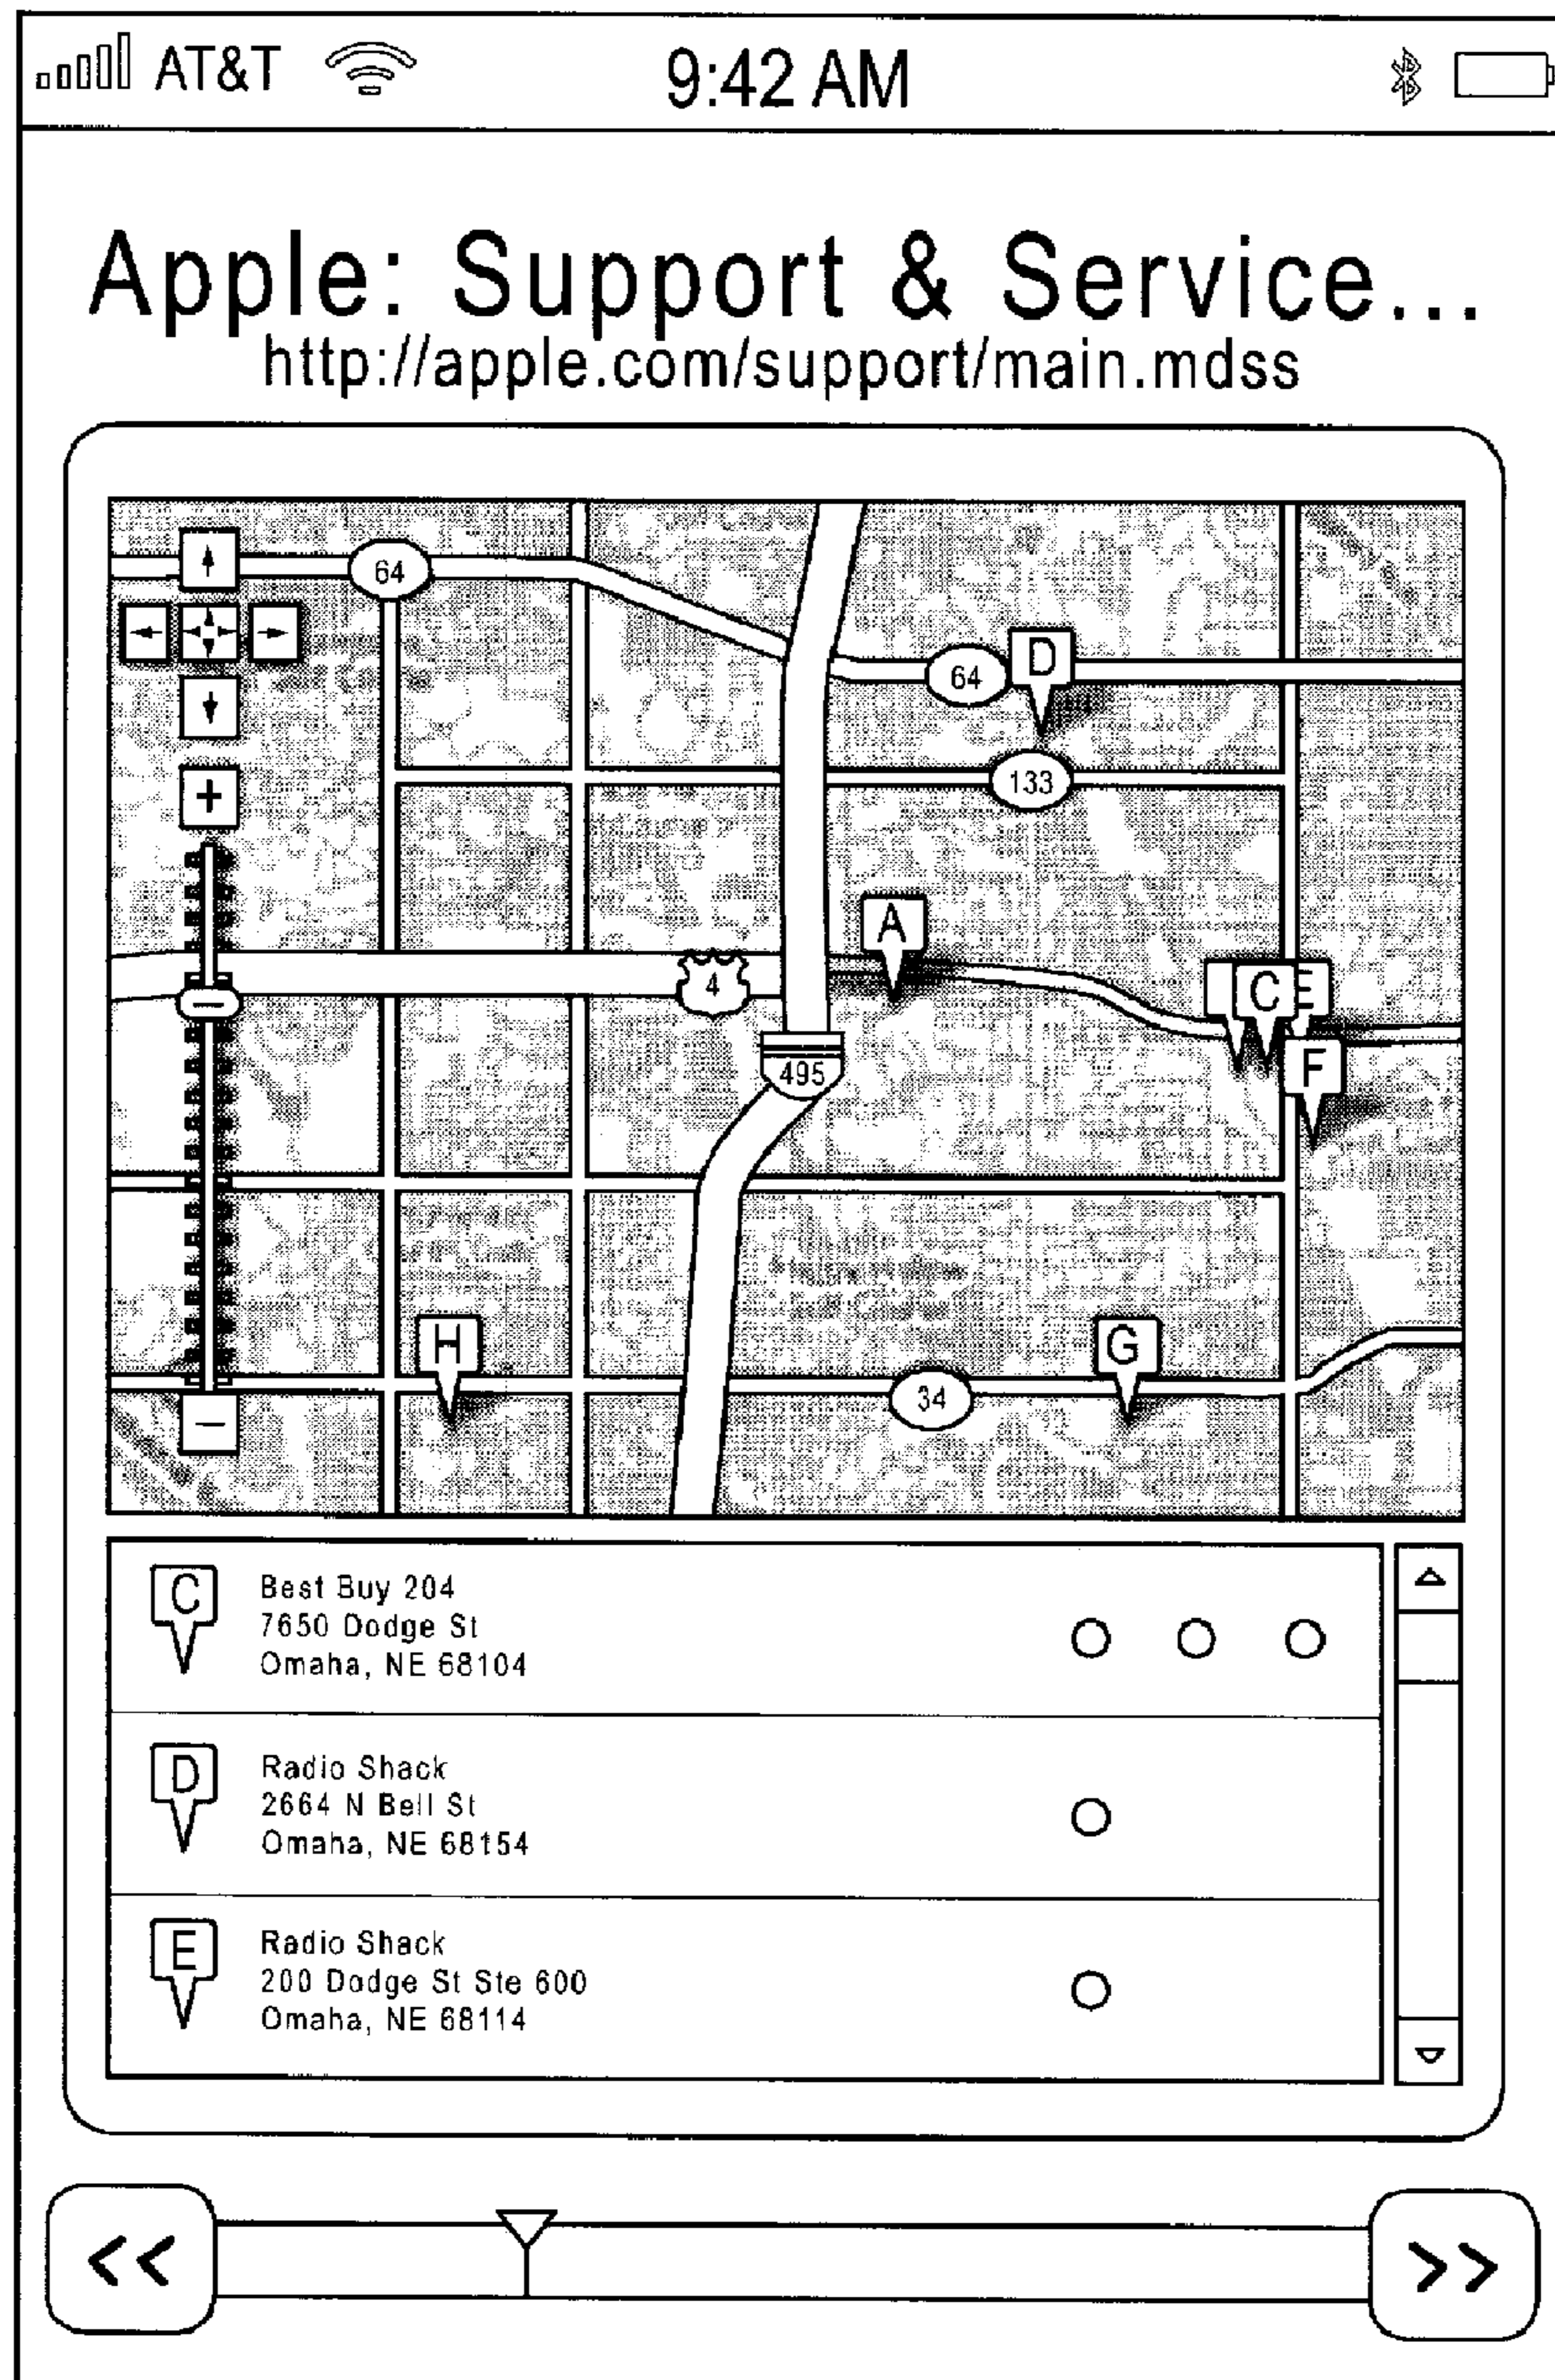 AT&T 9:42 AM
Apple: Support & Service...
http://apple.com/support/main.mdss
64
64
D
133
+
A
4
C E
495
F
H
G
34
−
C
Best Buy 204
7650 Dodge St
Omaha, NE 68104
D
Radio Shack
2664 N Bell St
Omaha, NE 68154
E
Radio Shack
200 Dodge St Ste 600
Omaha, NE 68114
<< >>